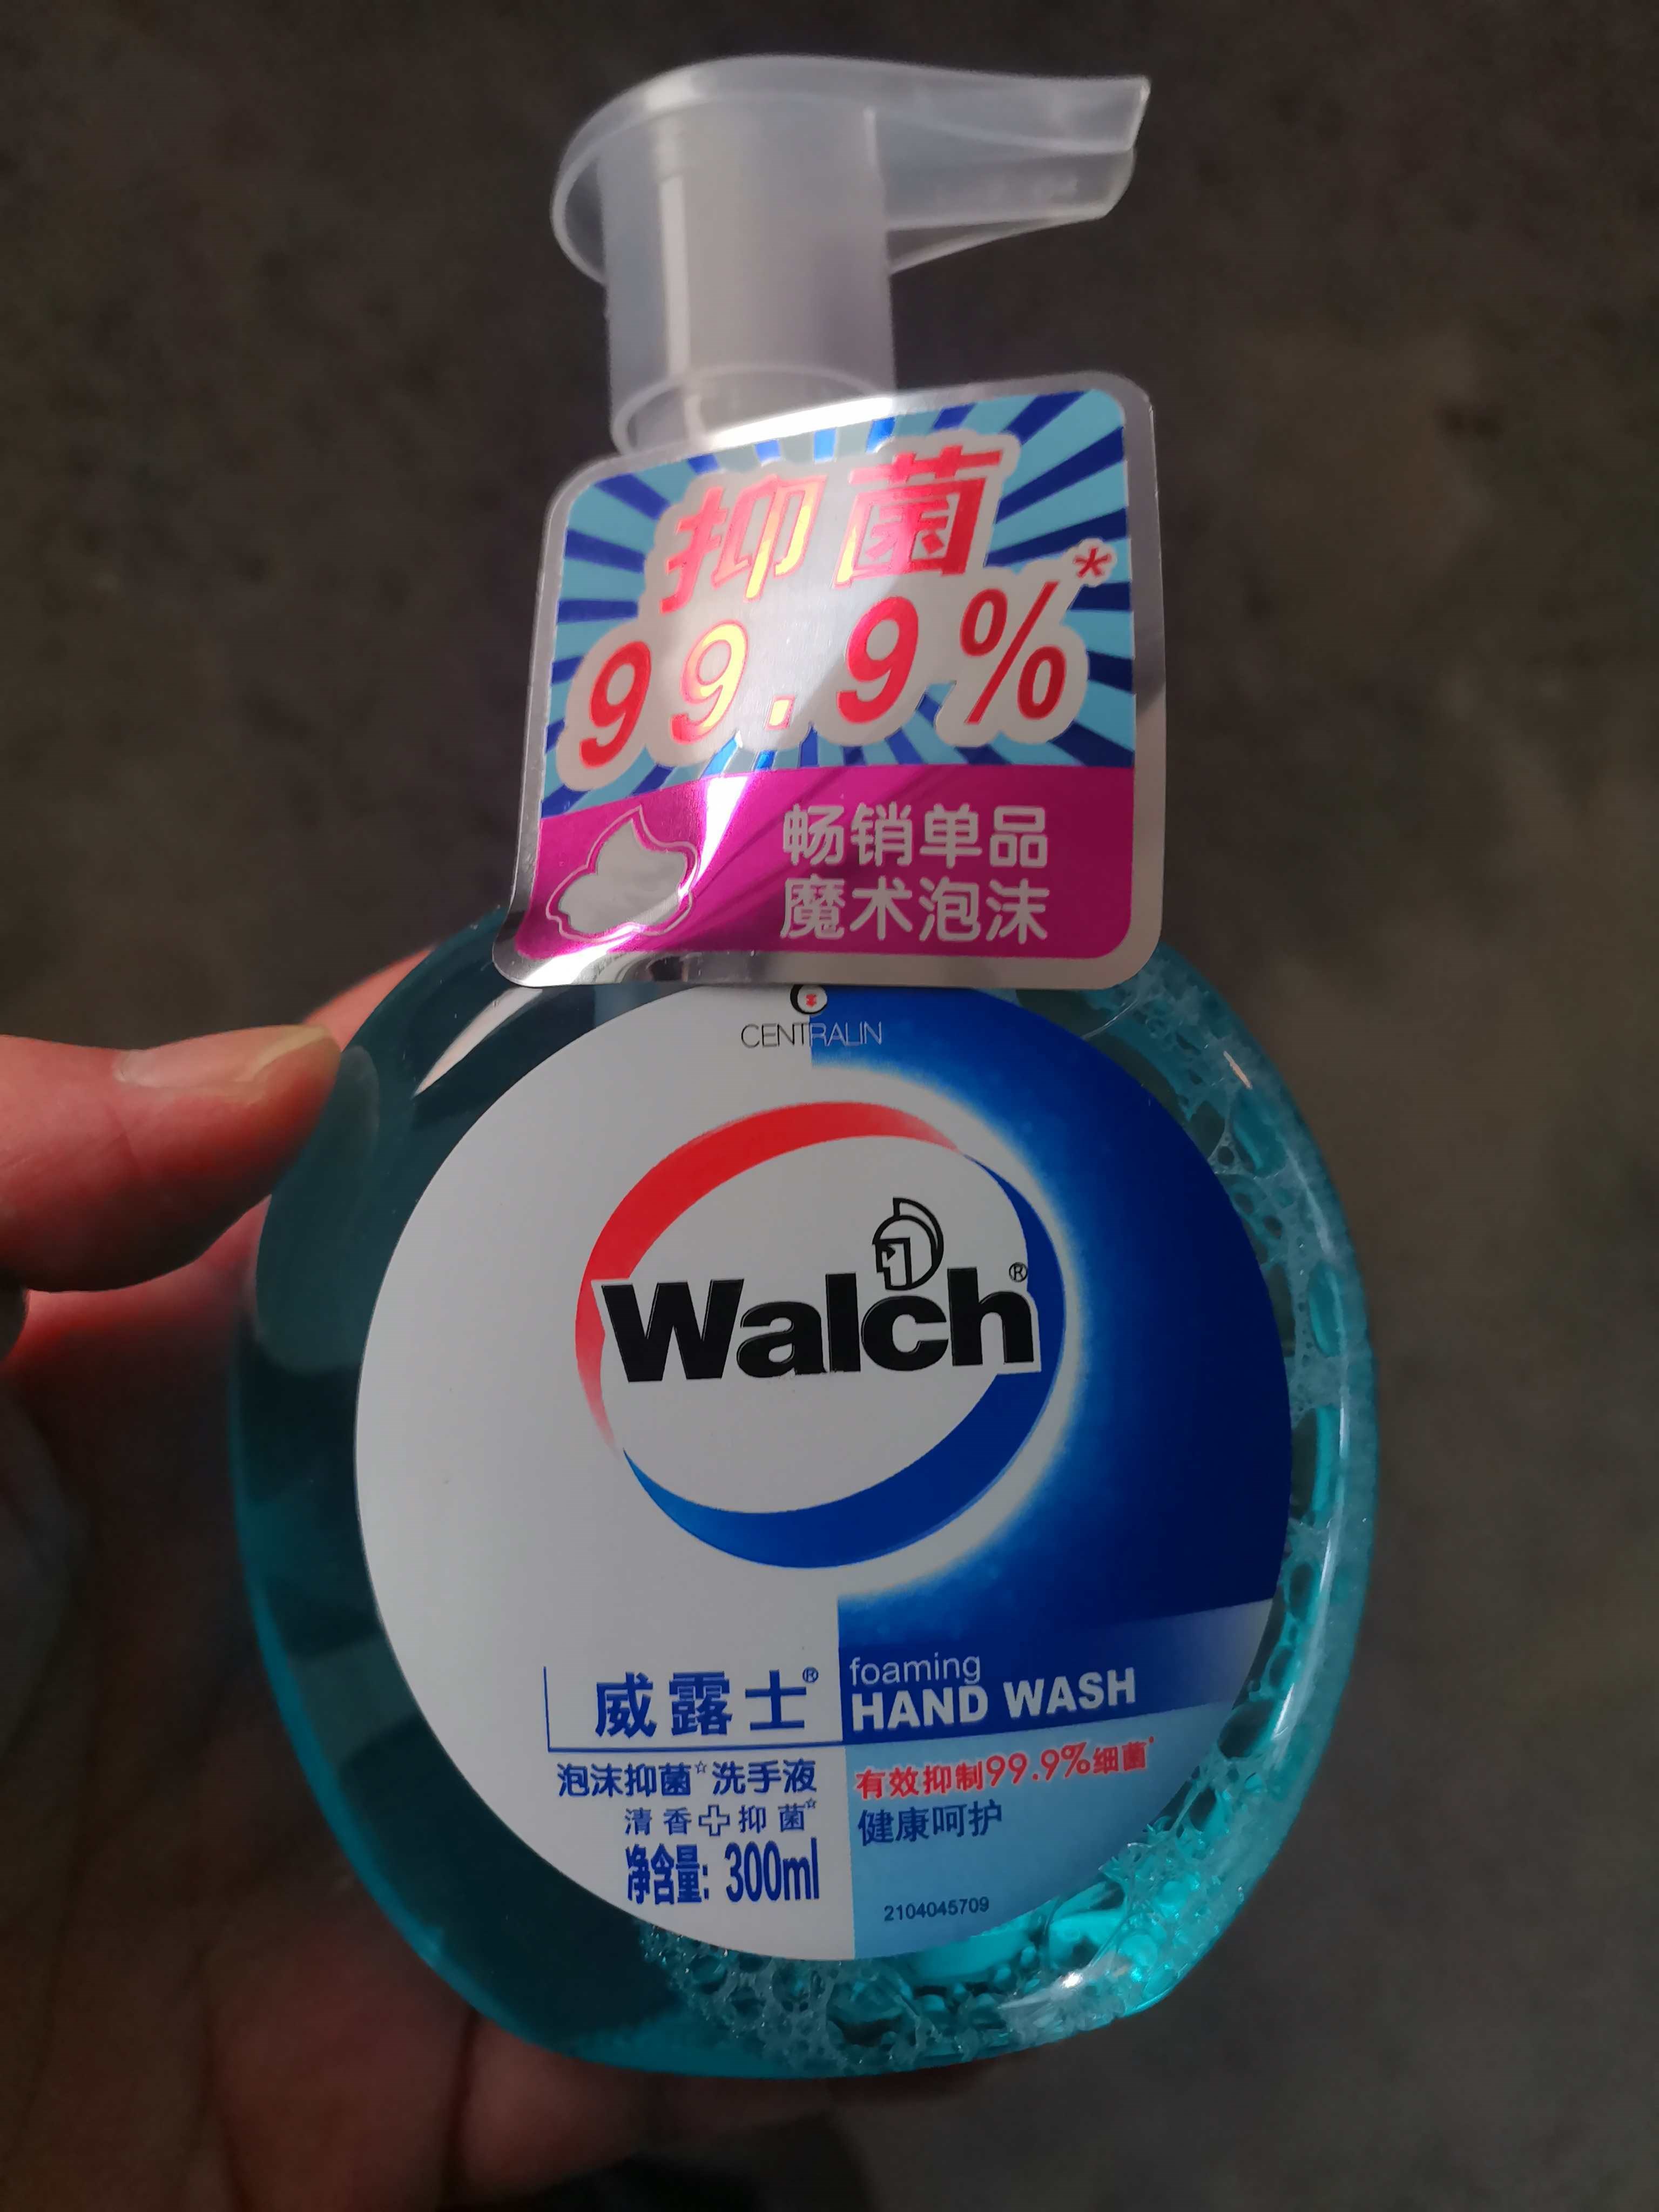 抑菌
99.9%*
畅销单品
魔术泡沫
CENTRALIN
Walch®
威露士®
foaming
HAND WASH
泡沫抑菌☆洗手液
清香+抑菌☆
净含量: 300ml
有效抑制99.9%细菌*
健康呵护
2104045709